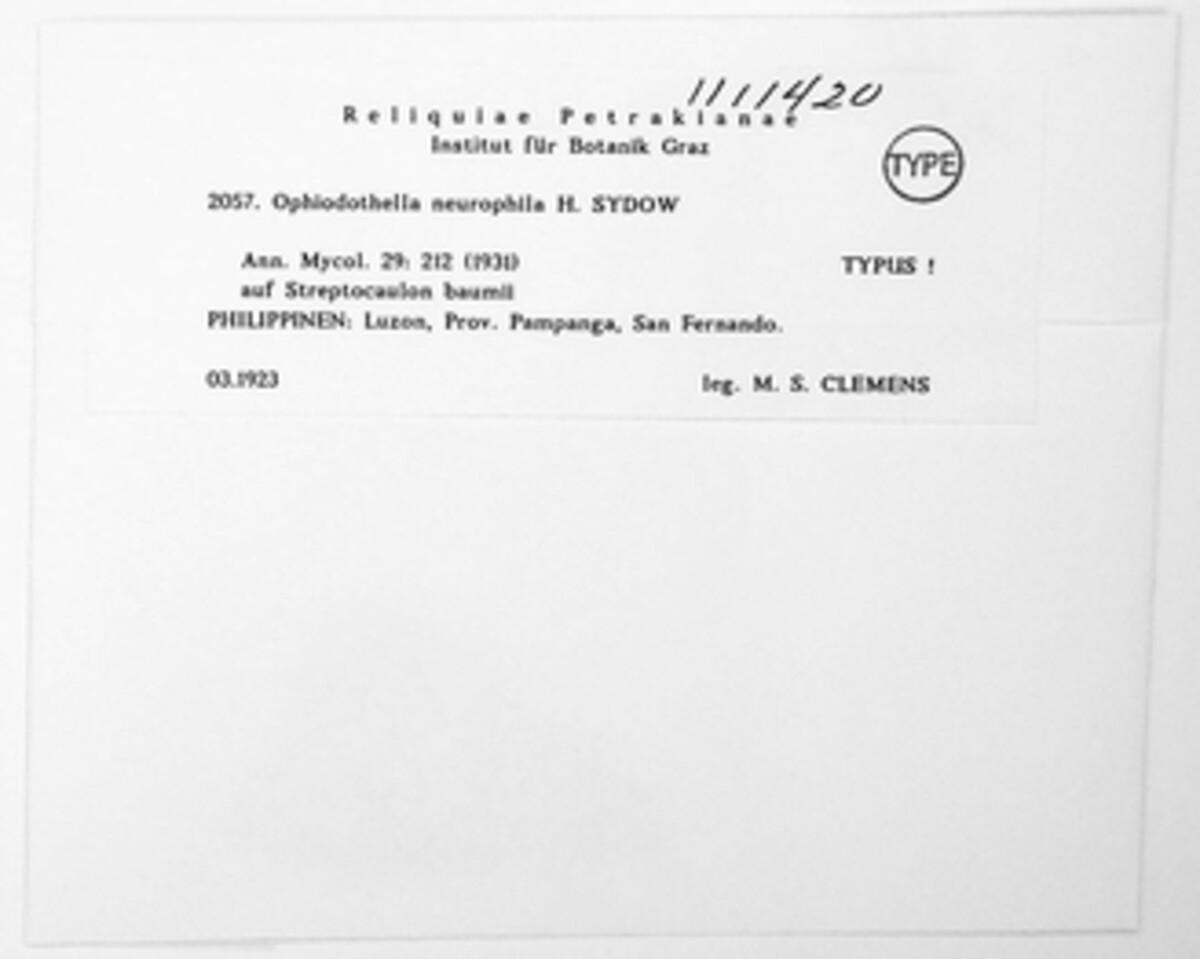 11111420
Reliquiae Petrakianae
Institut für Botanik Graz
TYPE
2057. Ophiodothella neurophila H. SYDOW
Ann. Mycol. 29: 212 (1931) TYPUS !
auf Streptocaulon baumii
PHILIPPINEN: Luzon, Prov. Pampanga, San Fernando.
03.1923 leg. M. S. CLEMENS